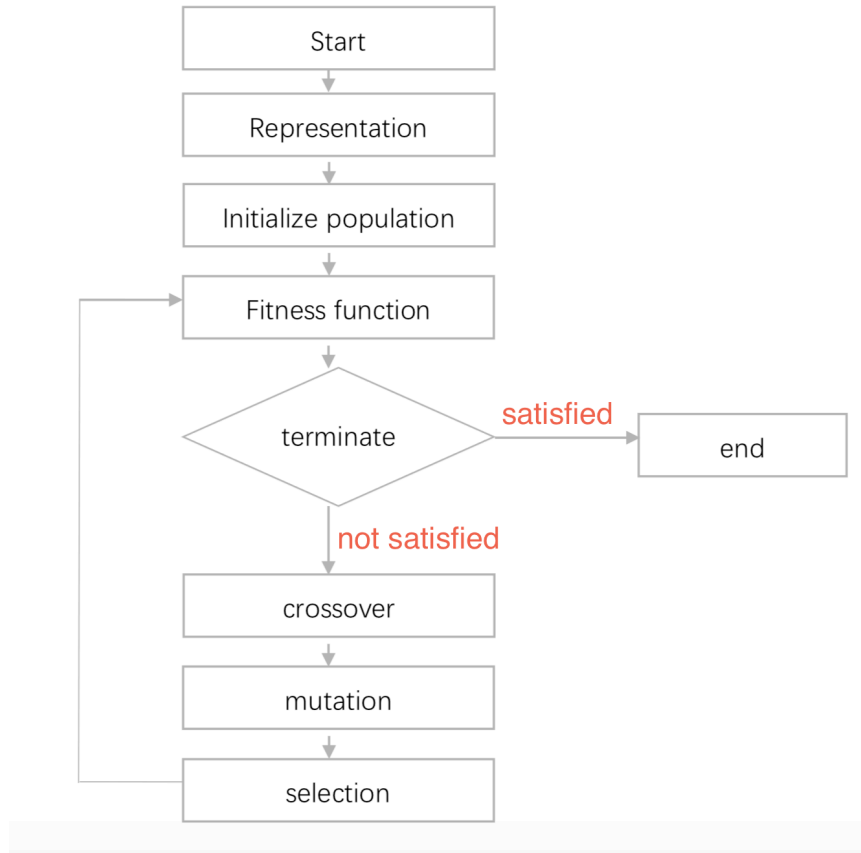 Start
Representation
Initialize population
Fitness function
terminate
satisfied
end
not satisfied
crossover
mutation
selection